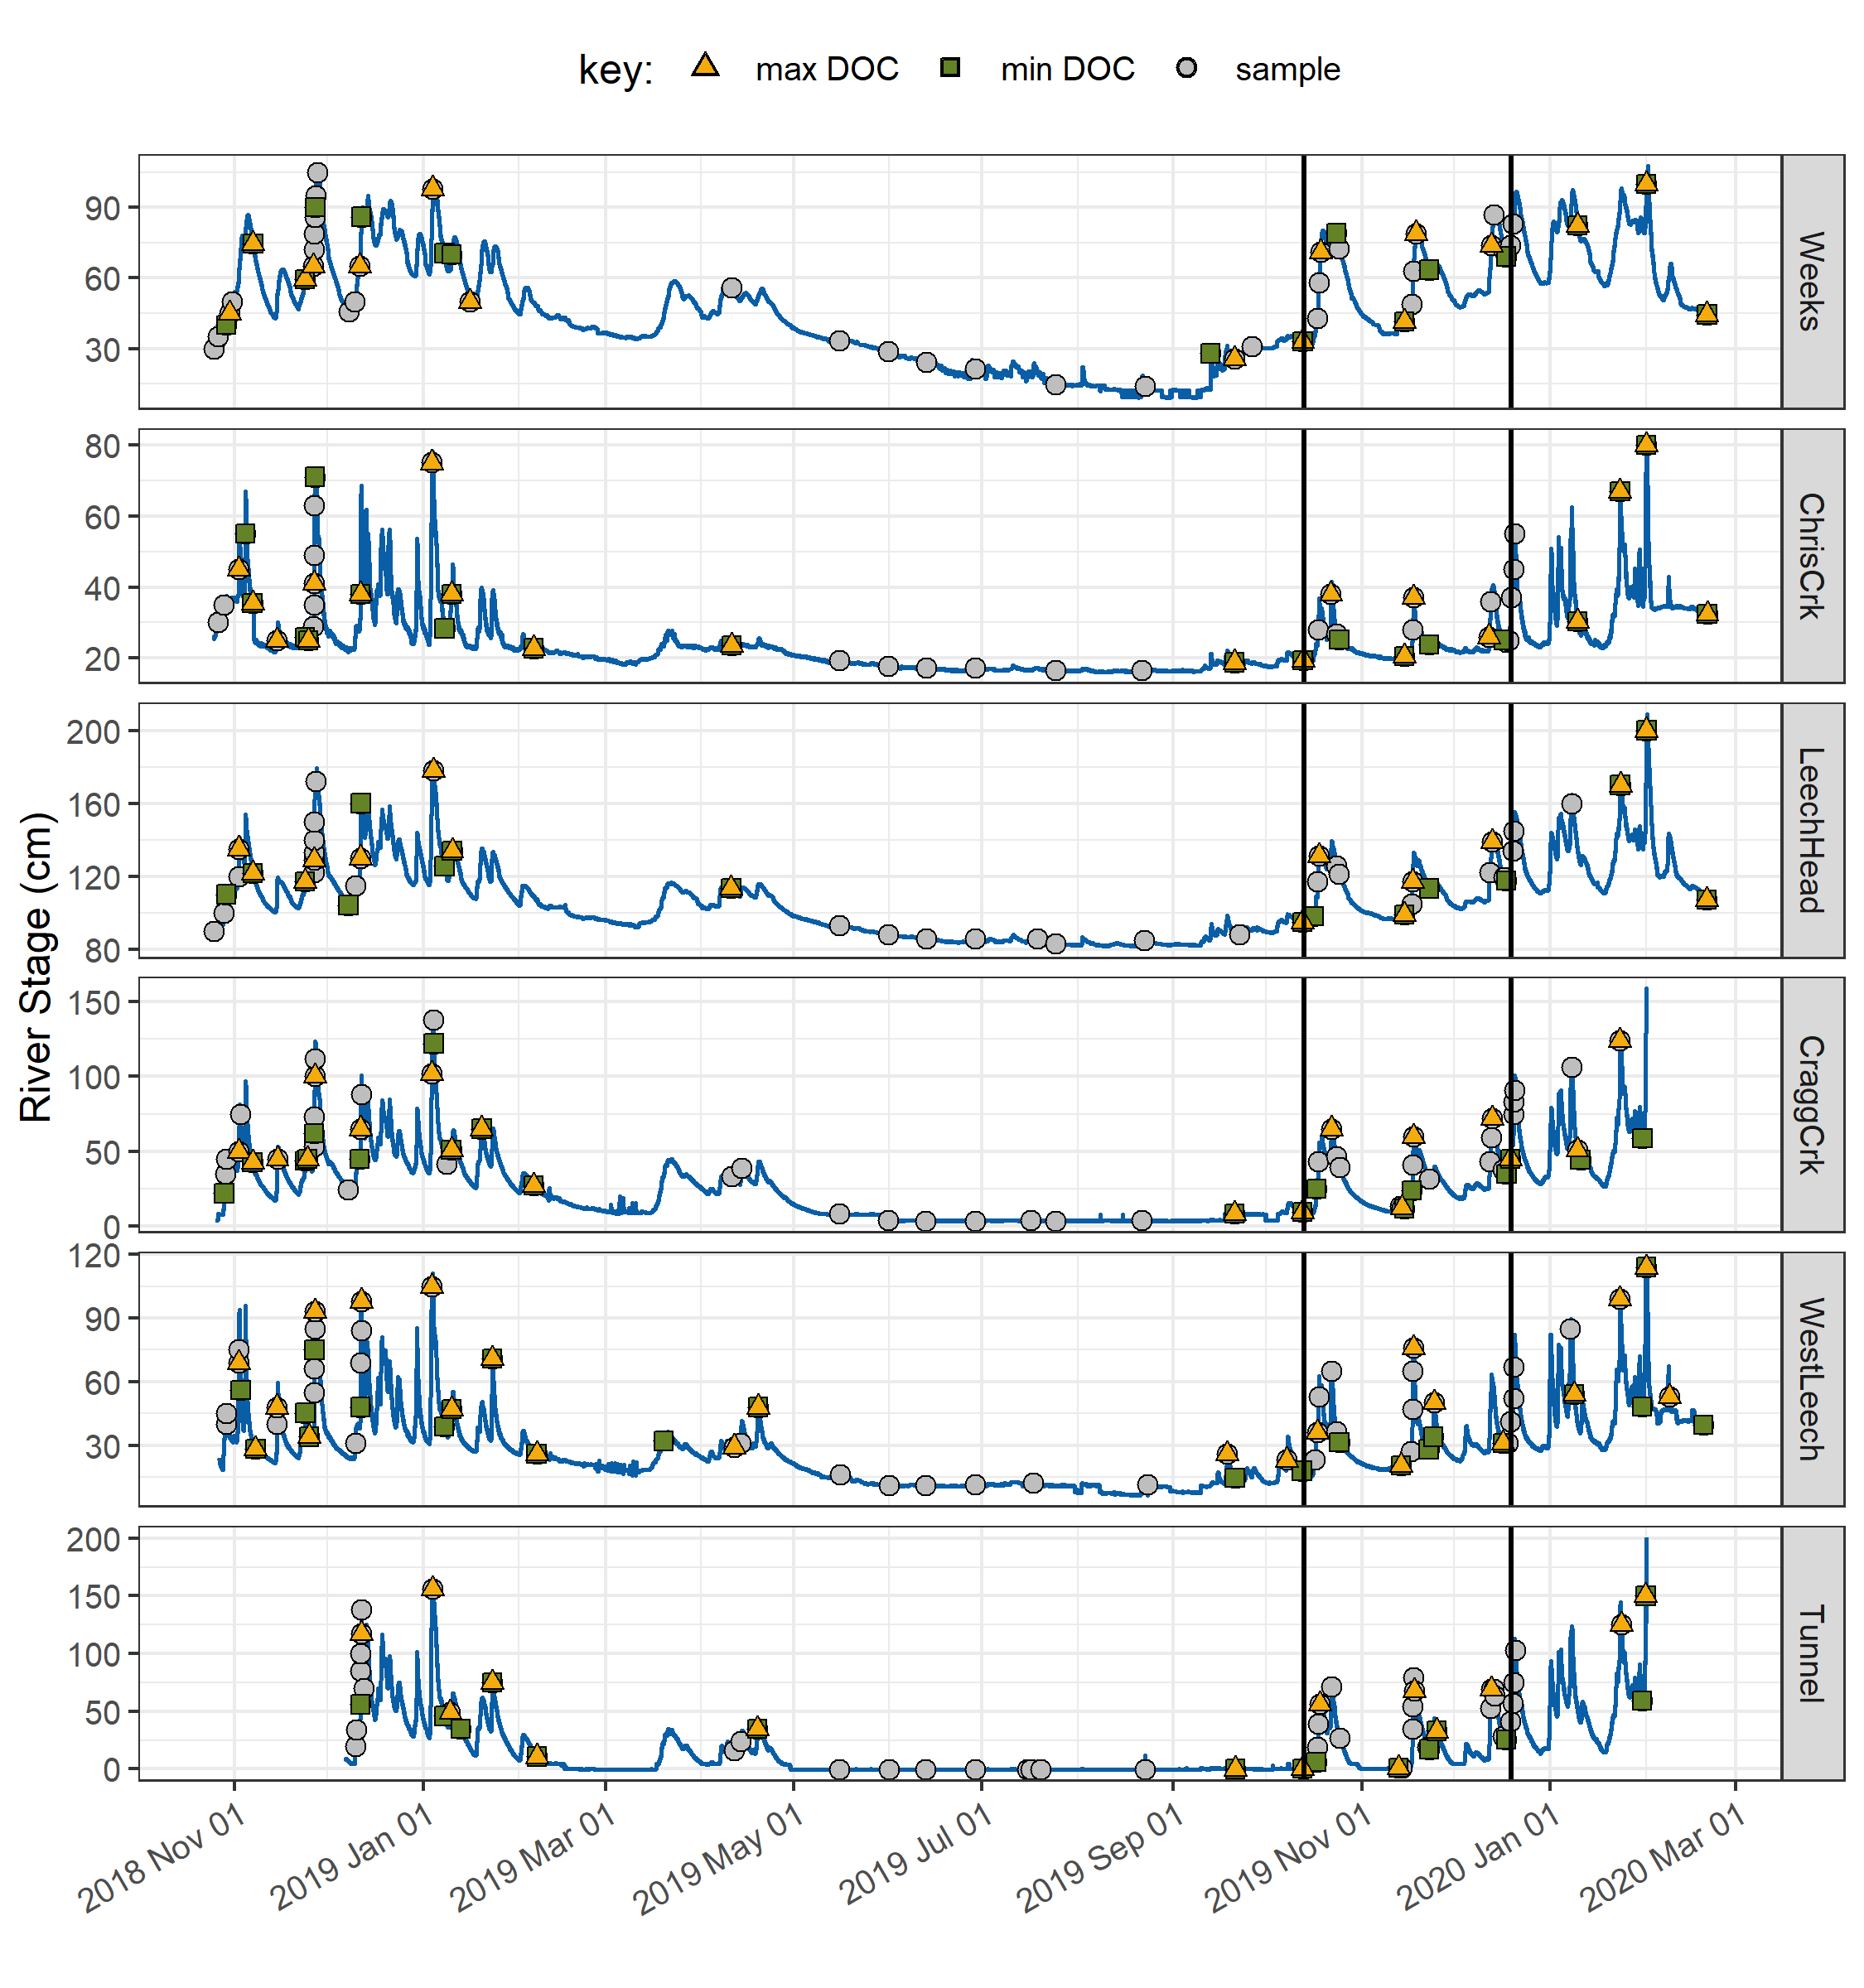 key: max DOC min DOC sample
River Stage (cm)
90
60
30
Weeks
80
60
40
20
ChrisCrk
200
160
120
80
LeechHead
150
100
50
0
CraggCrk
120
90
60
30
WestLeech
200
150
100
50
0
Tunnel
2018 Nov 01
2019 Jan 01
2019 Mar 01
2019 May 01
2019 Jul 01
2019 Sep 01
2019 Nov 01
2020 Jan 01
2020 Mar 01